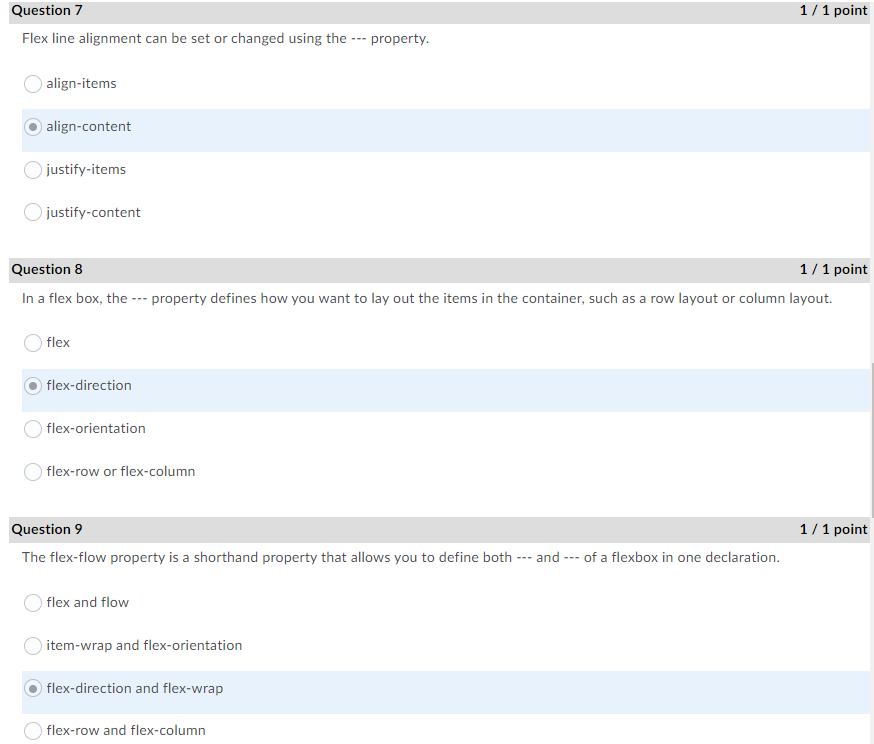 Question 7 1 / 1 point
Flex line alignment can be set or changed using the --- property.
align-items
align-content
justify-items
justify-content
Question 8 1 / 1 point
In a flex box, the --- property defines how you want to lay out the items in the container, such as a row layout or column layout.
flex
flex-direction
flex-orientation
flex-row or flex-column
Question 9 1 / 1 point
The flex-flow property is a shorthand property that allows you to define both --- and --- of a flexbox in one declaration.
flex and flow
item-wrap and flex-orientation
flex-direction and flex-wrap
flex-row and flex-column